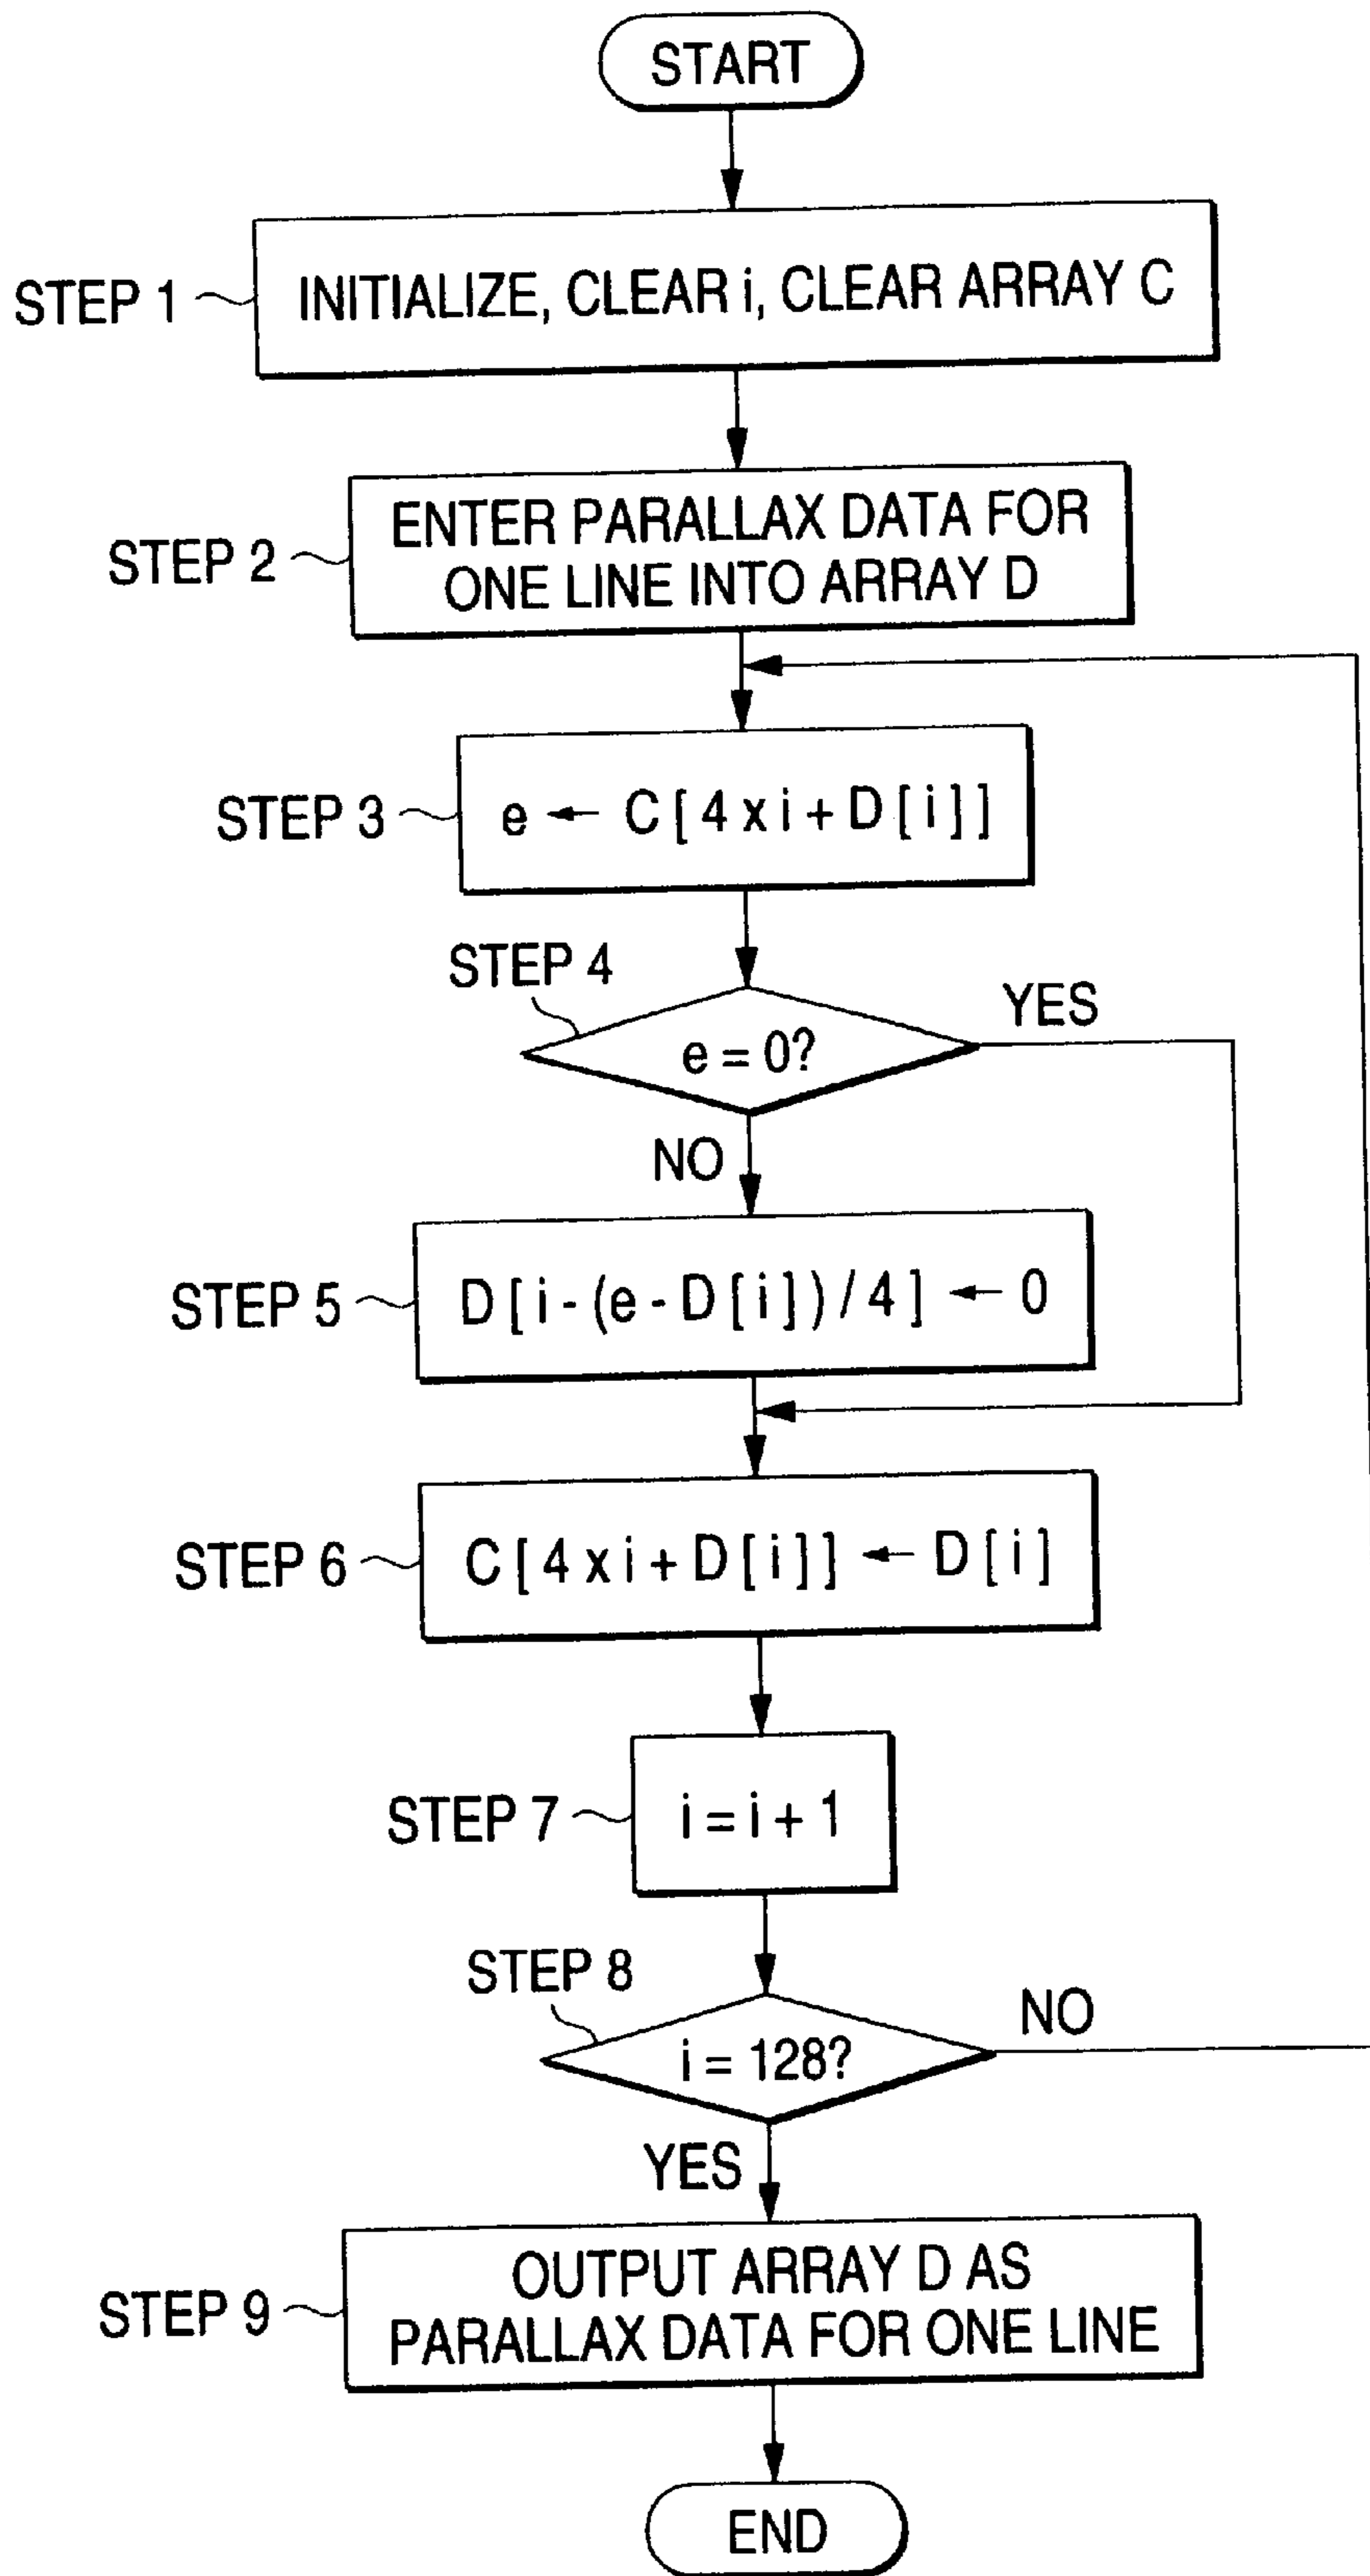 START
STEP 1
INITIALIZE, CLEAR i, CLEAR ARRAY C
STEP 2
ENTER PARALLAX DATA FOR
ONE LINE INTO ARRAY D
STEP 3
e ← C [ 4 x i + D [ i ] ]
STEP 4
e = 0?
YES
NO
STEP 5
D [ i - (e - D [ i ] ) / 4 ] ← 0
STEP 6
C [ 4 x i + D [ i ] ] ← D [ i ]
STEP 7
i = i + 1
STEP 8
i = 128?
NO
YES
STEP 9
OUTPUT ARRAY D AS
PARALLAX DATA FOR ONE LINE
END